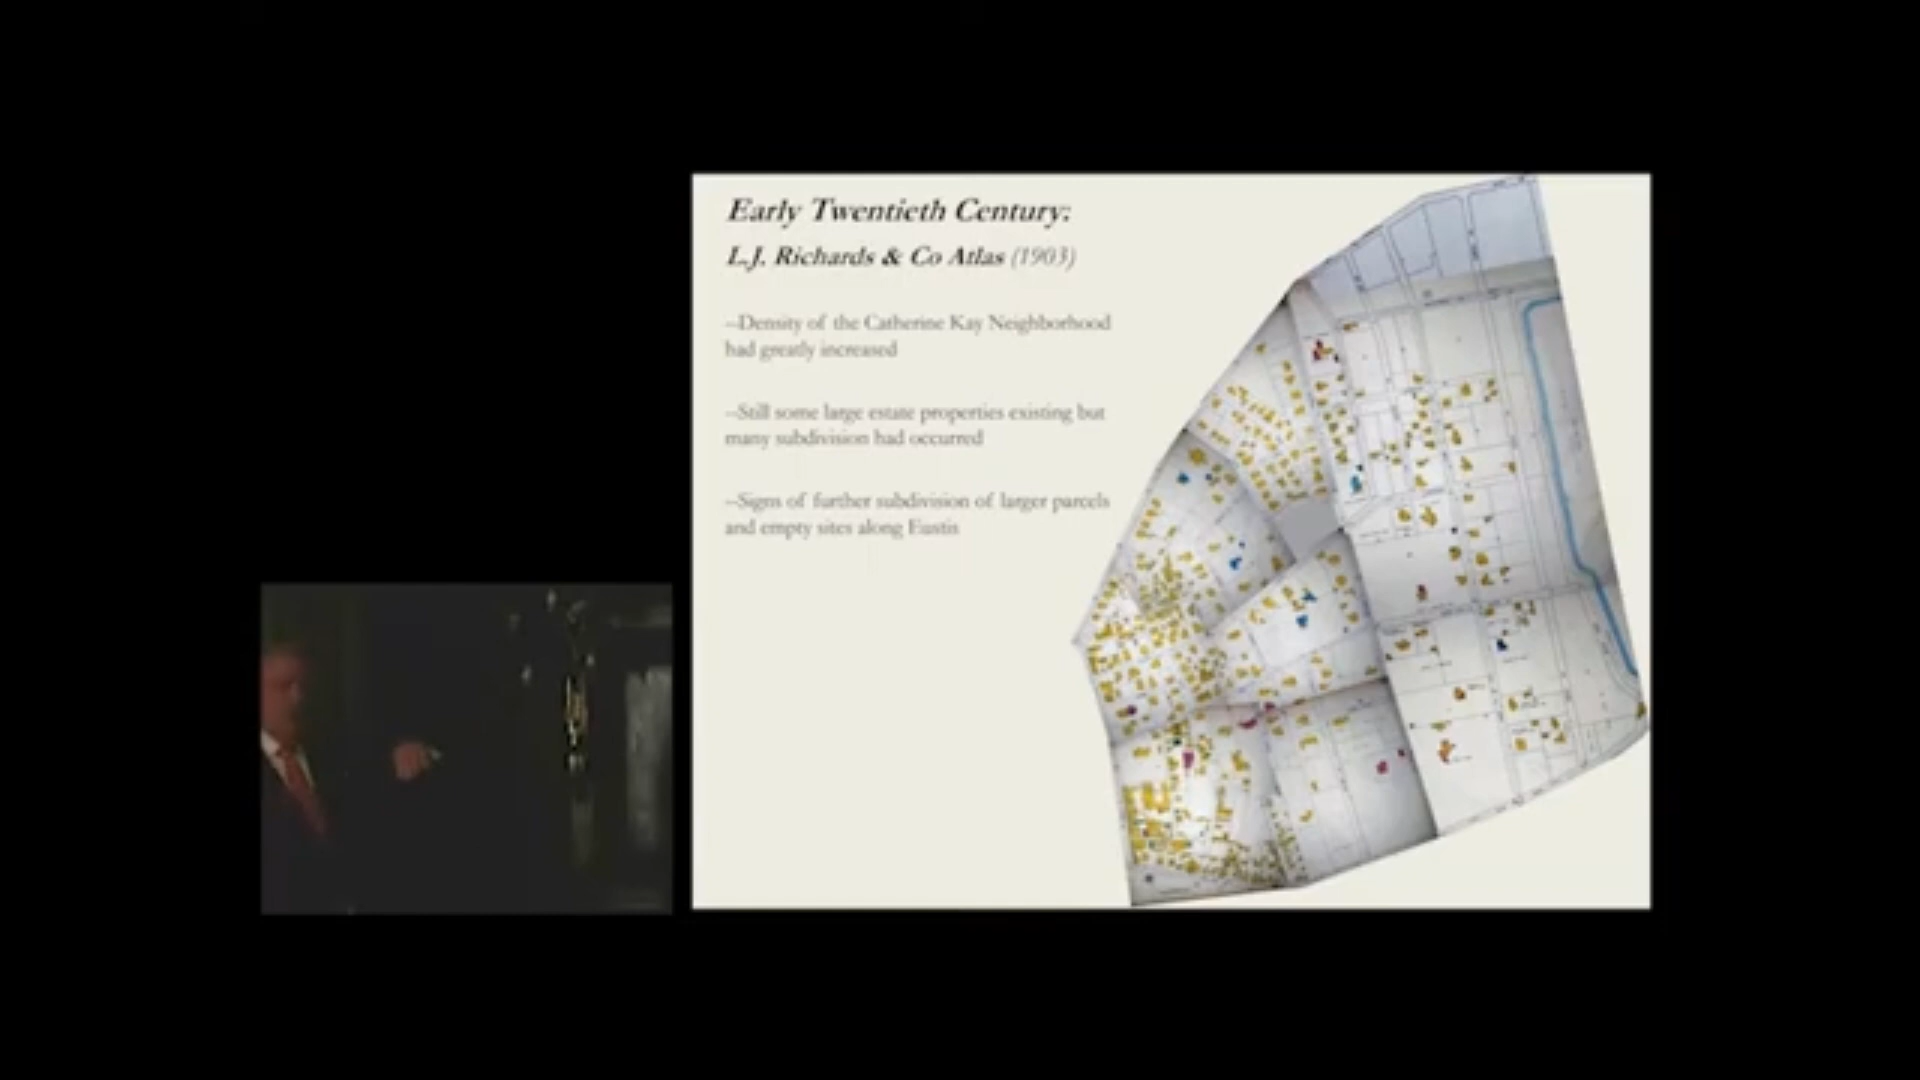 Early Twentieth Century:
L.J. Richards & Co Atlas (1903)
--Density of the Catherine Kay Neighborhood
had greatly increased
--Still some large estate properties existing but
many subdivision had occurred
--Signs of further subdivision of larger parcels
and empty sites along Eustis